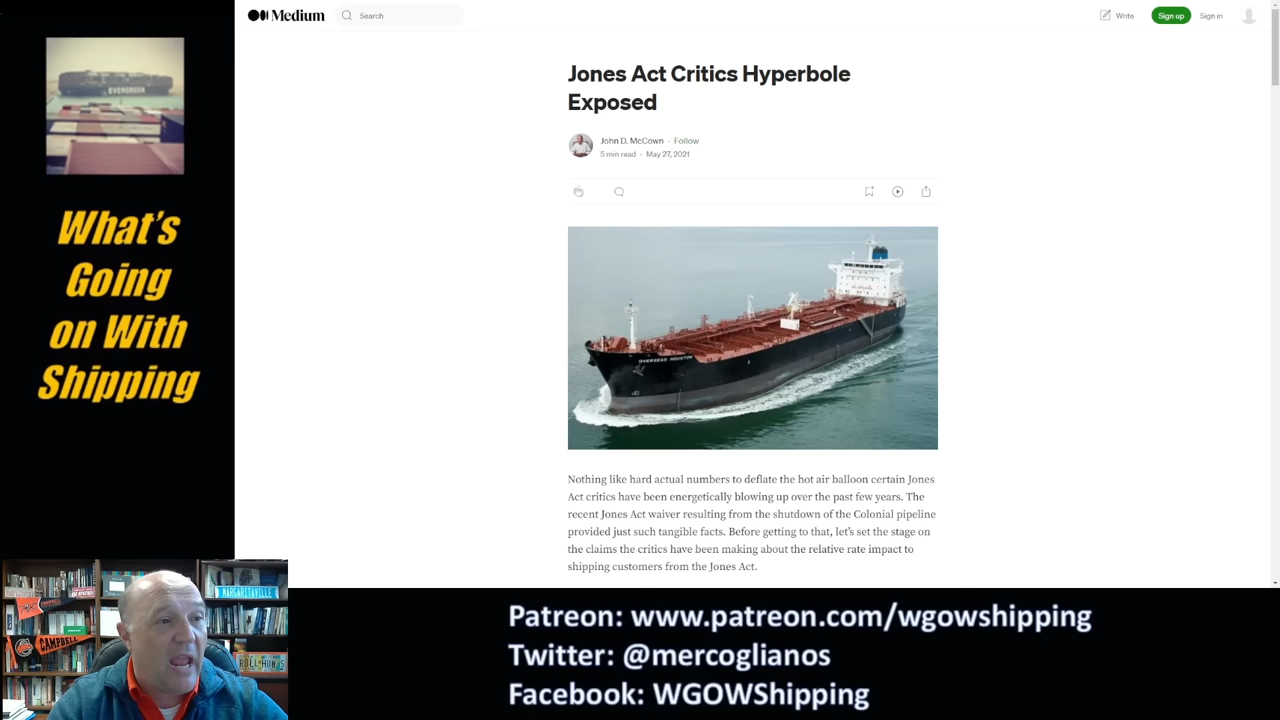 Medium
Search
Write
Sign up
Sign in
Jones Act Critics Hyperbole
Exposed
John D. McCown · Follow
5 min read · May 27, 2021
EVERGREEN
What's
Going
on With
Shipping
OVERSEAS HOUSTON
Nothing like hard actual numbers to deflate the hot air balloon certain Jones
Act critics have been energetically blowing up over the past few years. The
recent Jones Act waiver resulting from the shutdown of the Colonial pipeline
provided just such tangible facts. Before getting to that, let's set the stage on
the claims the critics have been making about the relative rate impact to
shipping customers from the Jones Act.
MARGARITAVILLE
CAMPBELL
Patreon: www.patreon.com/wgowshipping
Twitter: @mercoglianos
Facebook: WGOWShipping